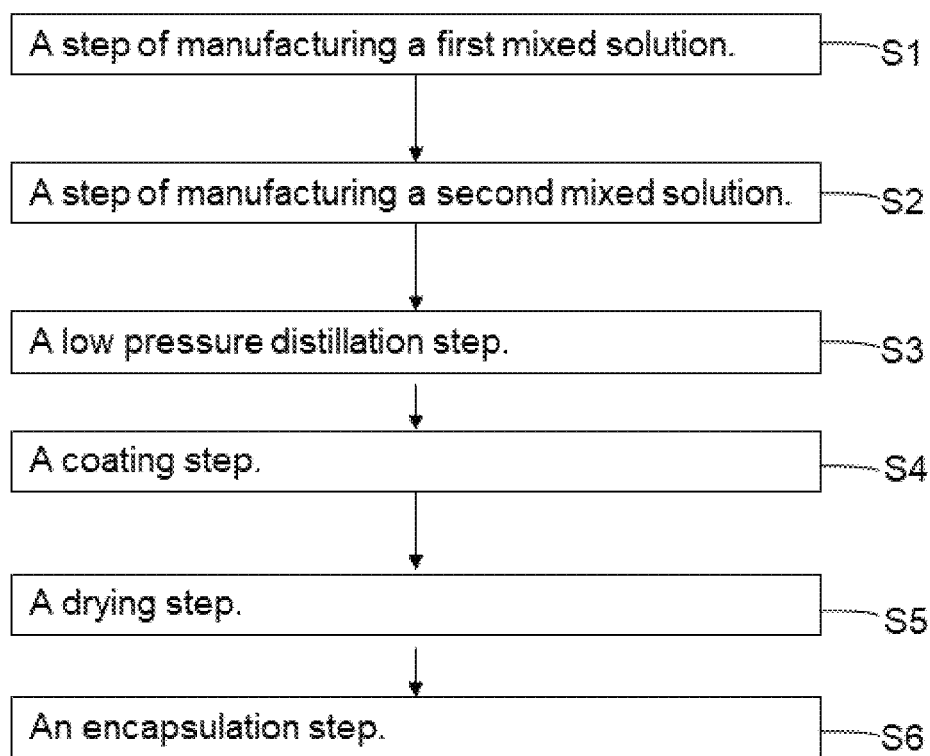 A step of manufacturing a first mixed solution.
S1
A step of manufacturing a second mixed solution.
S2
A low pressure distillation step.
S3
A coating step.
S4
A drying step.
S5
An encapsulation step.
S6